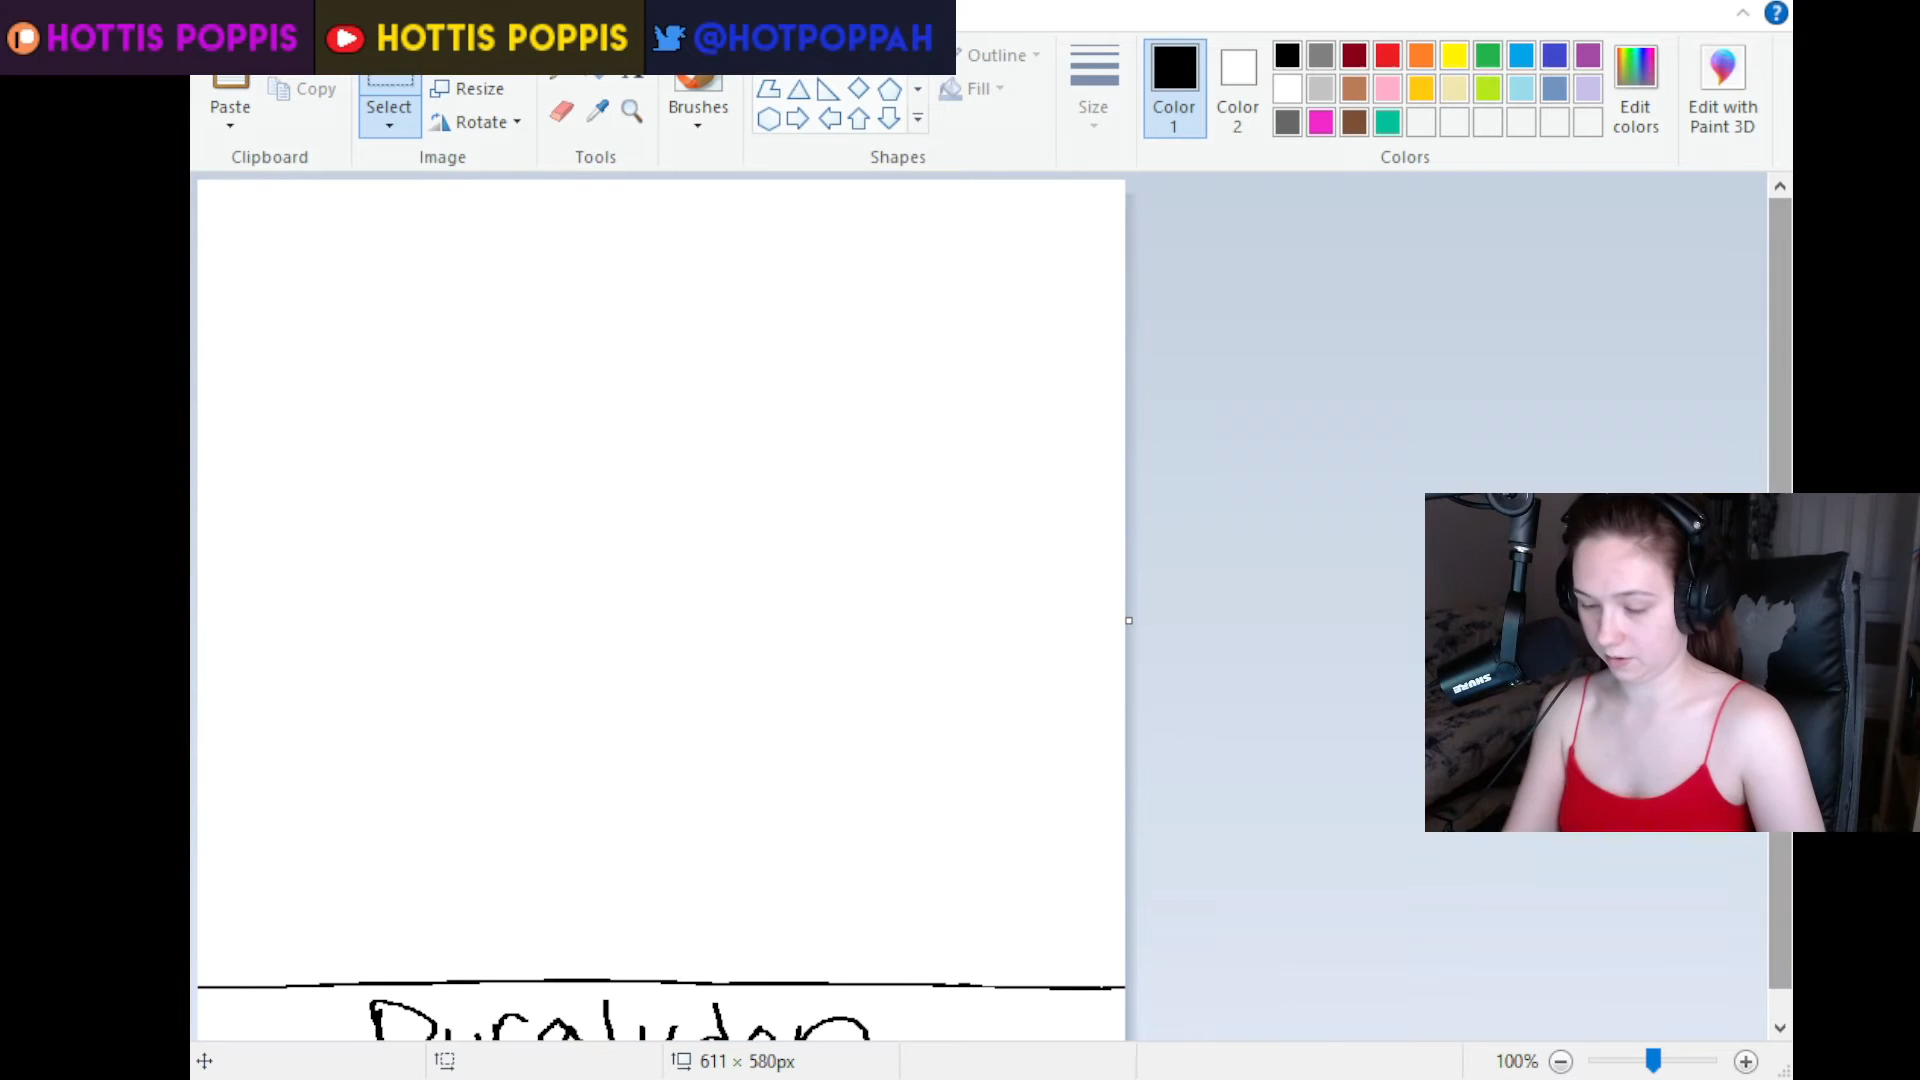 HOTTIS POPPIS HOTTIS POPPIS @HOTPOPPAH
Outline
Paste Copy Select Resize Rotate Brushes Fill Size Color 1 Color 2 Edit colors Edit with Paint 3D
Clipboard Image Tools Shapes Colors
SHURE
611 × 580px 100%